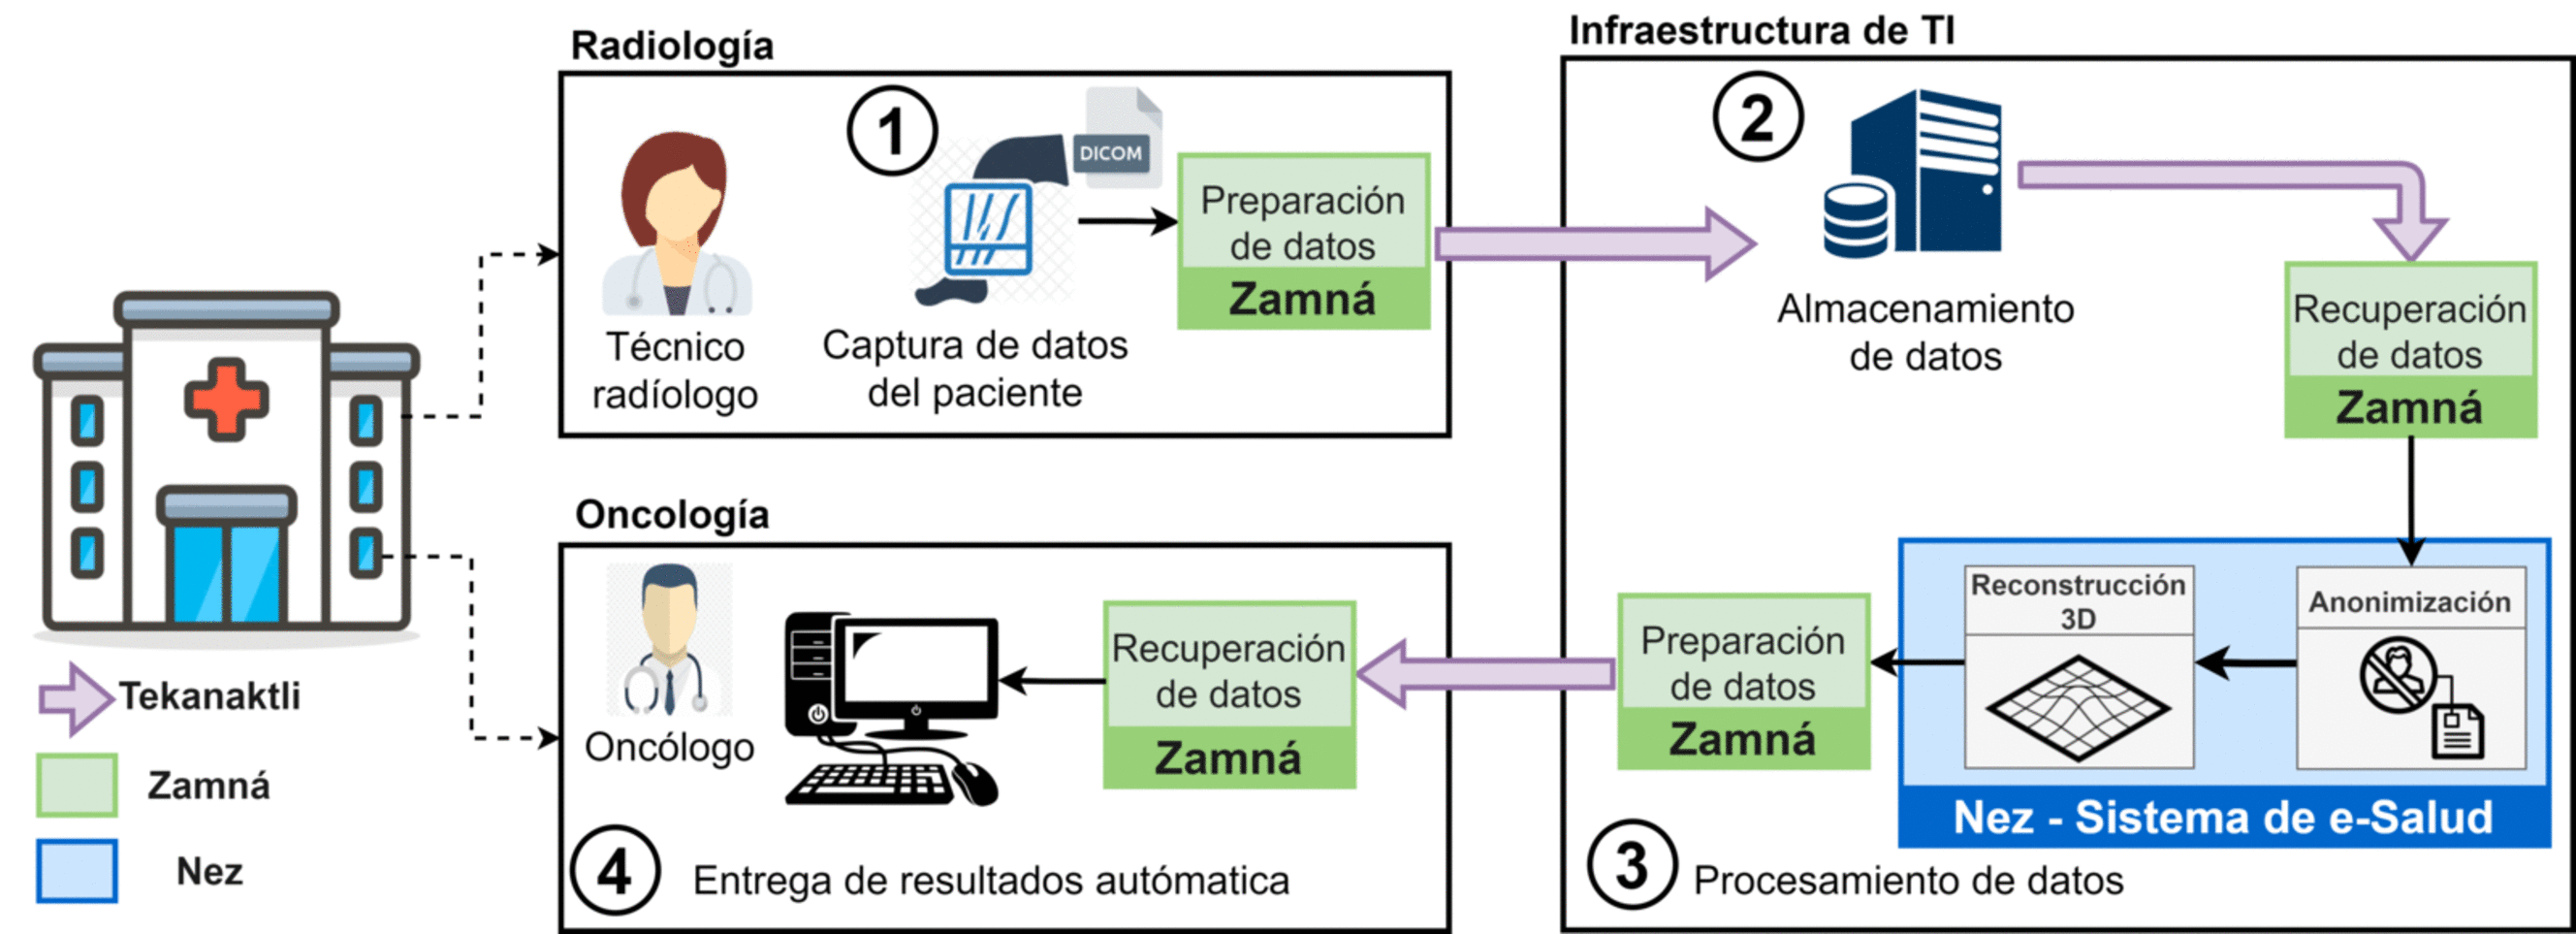 Radiología
1
DICOM
Preparación
de datos
Zamná
Técnico
radíologo
Captura de datos
del paciente
Infraestructura de TI
2
Almacenamiento
de datos
Recuperación
de datos
Zamná
Anonimización
Reconstrucción
3D
Nez - Sistema de e-Salud
Preparación
de datos
Zamná
3
Procesamiento de datos
Oncología
Oncólogo
Recuperación
de datos
Zamná
4
Entrega de resultados autómatica
Tekanaktli
Zamná
Nez